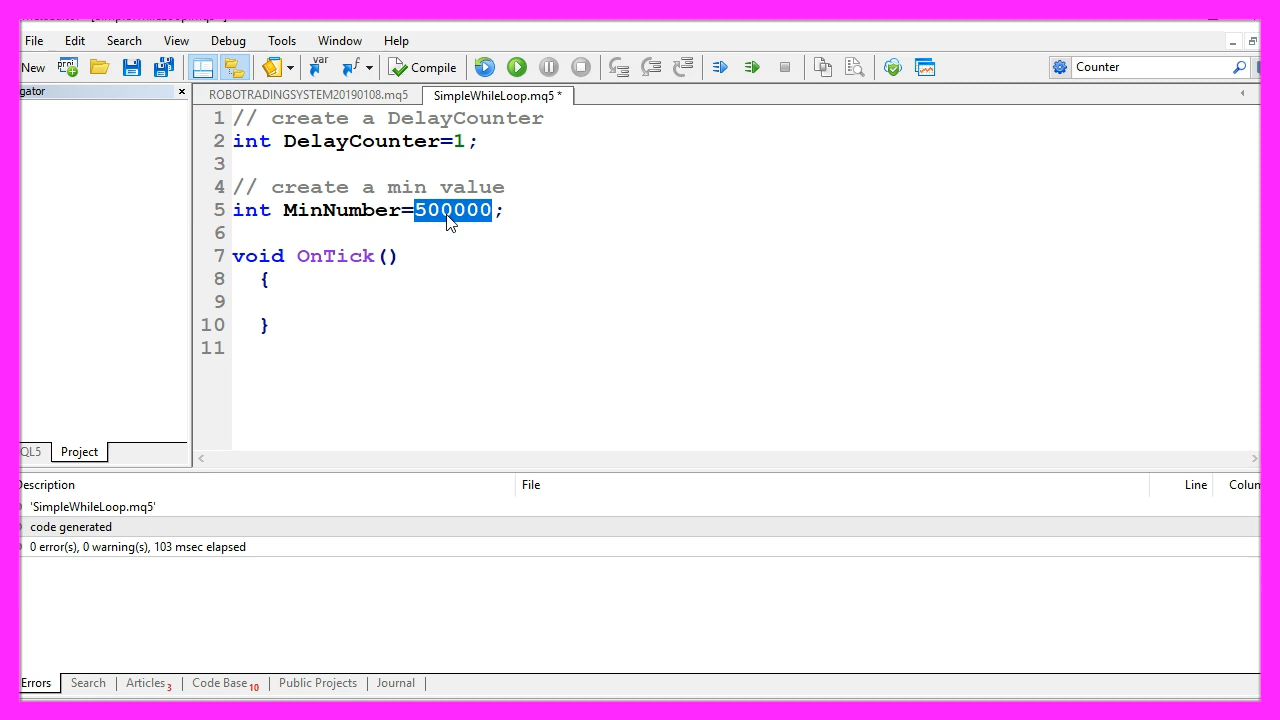 File Edit Search View Debug Tools Window Help
New var Compile Counter
gator
ROBOTRADINGSYSTEM20190108.mq5 SimpleWhileLoop.mq5 *
1 // create a DelayCounter
2 int DelayCounter=1;
3
4 // create a min value
5 int MinNumber=500000;
6
7 void OnTick()
8 {
9
10 }
11
QL5 Project
Description File Line Colum
'SimpleWhileLoop.mq5'
code generated
0 error(s), 0 warning(s), 103 msec elapsed
Errors Search Articles 3 Code Base 10 Public Projects Journal